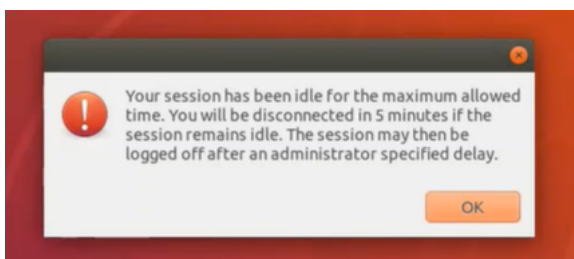 Your session has been idle for the maximum allowed
time. You will be disconnected in 5 minutes if the
session remains idle. The session may then be
logged off after an administrator specified delay.
OK